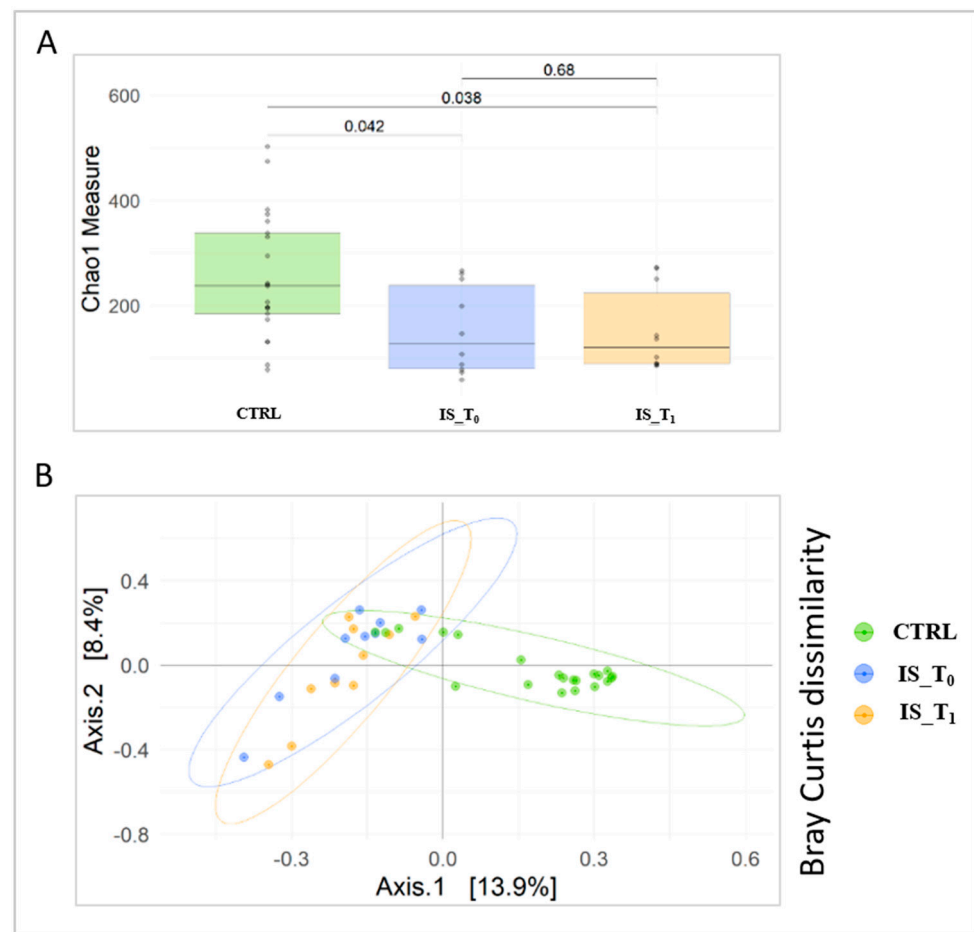 A
0.68
600
0.038
0.042
Chao1 Measure
400
200
CTRL
IS_T₀
IS_T₁
B
0.4
0.0
-0.4
-0.8
Axis.2 [8.4%]
-0.3
0.0
0.3
0.6
Axis.1 [13.9%]
Bray Curtis dissimilarity
CTRL
IS_T₀
IS_T₁